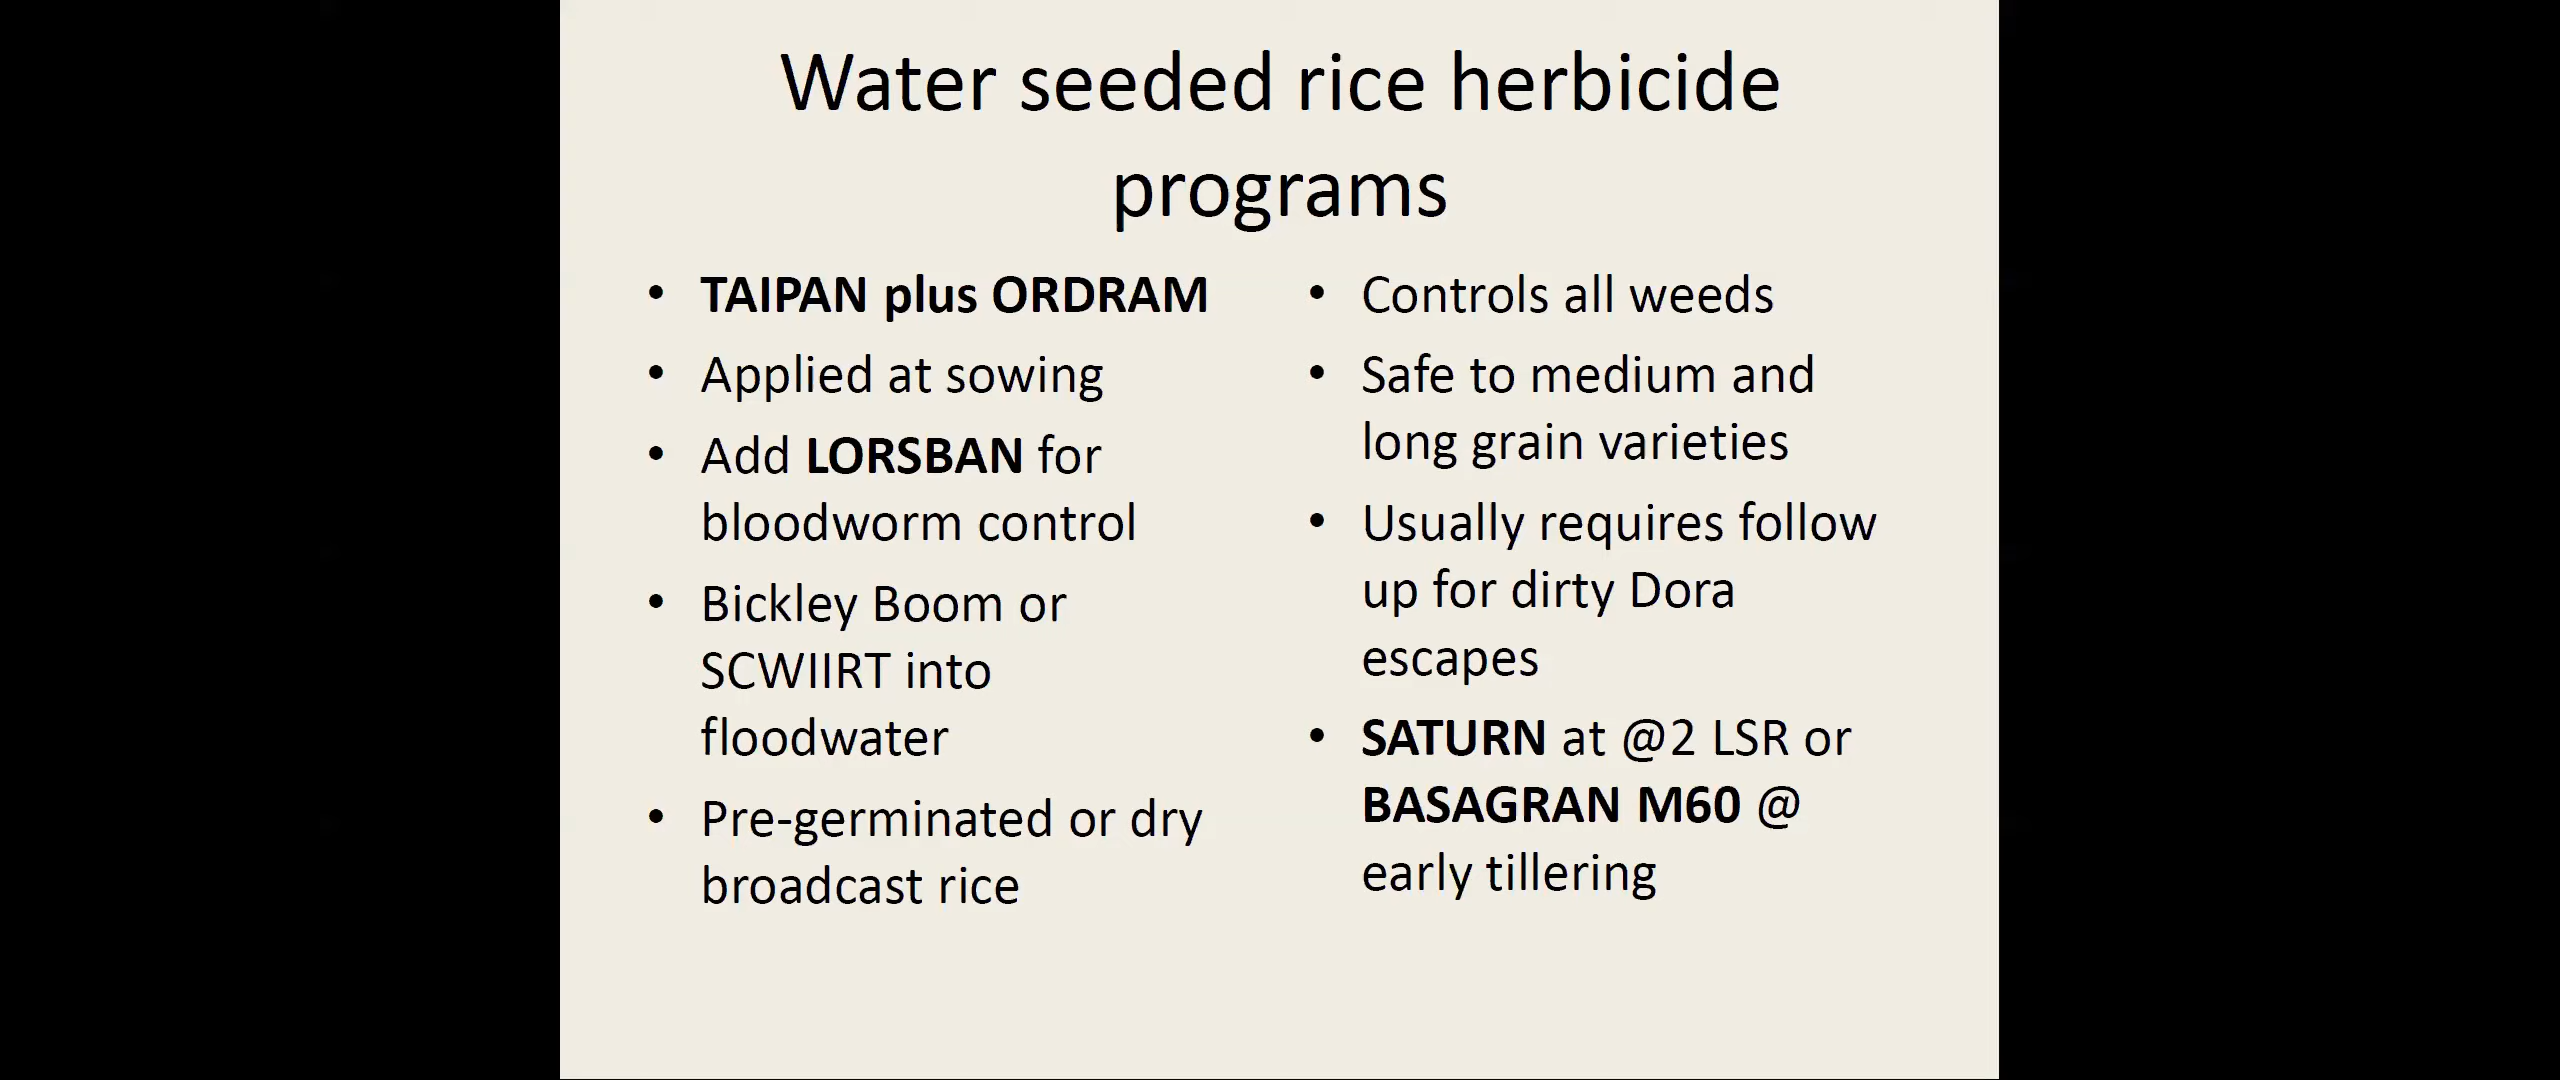 Water seeded rice herbicide
programs
• TAIPAN plus ORDRAM
• Applied at sowing
• Add LORSBAN for
bloodworm control
• Bickley Boom or
SCWIIRT into
floodwater
• Pre-germinated or dry
broadcast rice
• Controls all weeds
• Safe to medium and
long grain varieties
• Usually requires follow
up for dirty Dora
escapes
• SATURN at @2 LSR or
BASAGRAN M60 @
early tillering